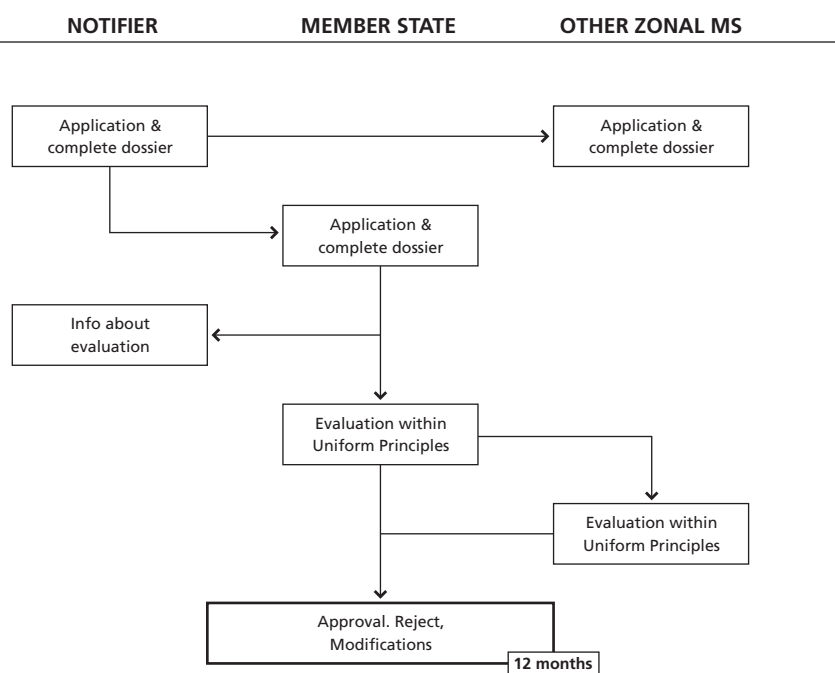 NOTIFIER
MEMBER STATE
OTHER ZONAL MS
Application &
complete dossier
Application &
complete dossier
Application &
complete dossier
Info about
evaluation
Evaluation within
Uniform Principles
Evaluation within
Uniform Principles
Approval. Reject,
Modifications
12 months